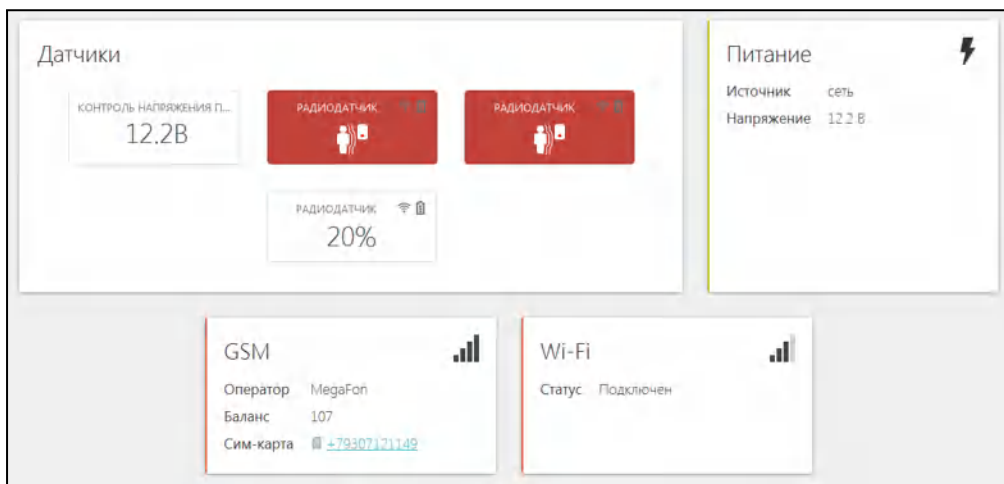 Датчики
КОНТРОЛЬ НАПРЯЖЕНИЯ П...
12,2В
РАДИОДАТЧИК
РАДИОДАТЧИК
РАДИОДАТЧИК
20%
Питание
Источник сеть
Напряжение 12.2 В
GSM
Оператор MegaFon
Баланс 107
Сим-карта +79307121149
Wi-Fi
Статус Подключен